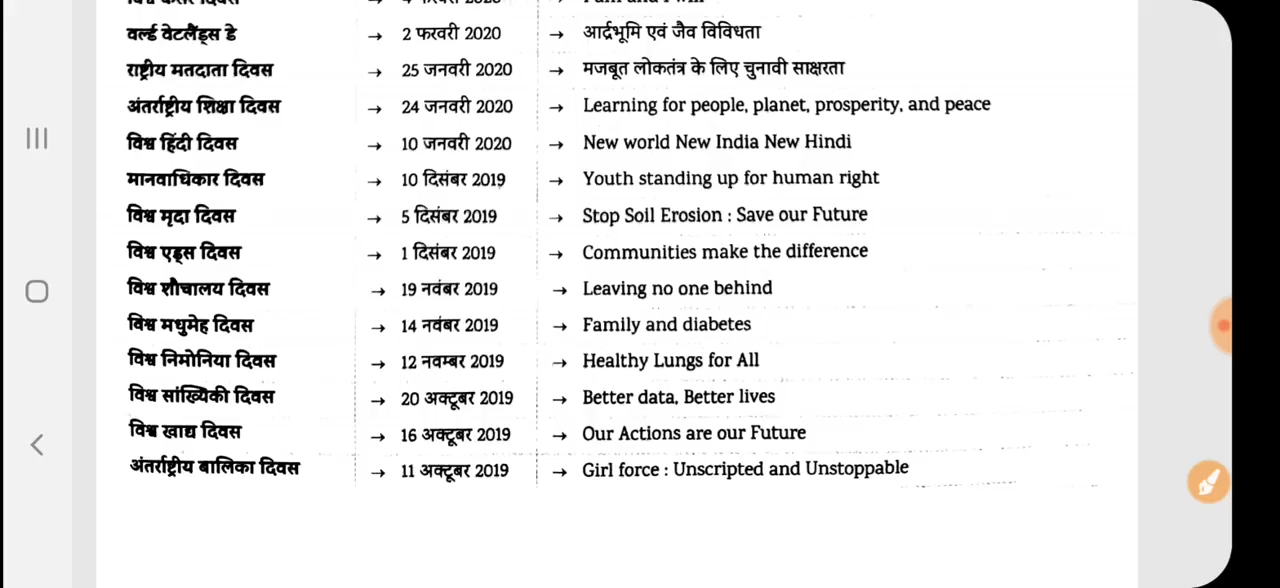 वर्ल्ड वेटलैंड्स डे → 2 फरवरी 2020 → आर्द्रभूमि एवं जैव विविधता
राष्ट्रीय मतदाता दिवस → 25 जनवरी 2020 → मजबूत लोकतंत्र के लिए चुनावी साक्षरता
अंतर्राष्ट्रीय शिक्षा दिवस → 24 जनवरी 2020 → Learning for people, planet, prosperity, and peace
विश्व हिंदी दिवस → 10 जनवरी 2020 → New world New India New Hindi
मानवाधिकार दिवस → 10 दिसंबर 2019 → Youth standing up for human right
विश्व मृदा दिवस → 5 दिसंबर 2019 → Stop Soil Erosion : Save our Future
विश्व एड्स दिवस → 1 दिसंबर 2019 → Communities make the difference
विश्व शौचालय दिवस → 19 नवंबर 2019 → Leaving no one behind
विश्व मधुमेह दिवस → 14 नवंबर 2019 → Family and diabetes
विश्व निमोनिया दिवस → 12 नवम्बर 2019 → Healthy Lungs for All
विश्व सांख्यिकी दिवस → 20 अक्टूबर 2019 → Better data, Better lives
विश्व खाद्य दिवस → 16 अक्टूबर 2019 → Our Actions are our Future
अंतर्राष्ट्रीय बालिका दिवस → 11 अक्टूबर 2019 → Girl force : Unscripted and Unstoppable